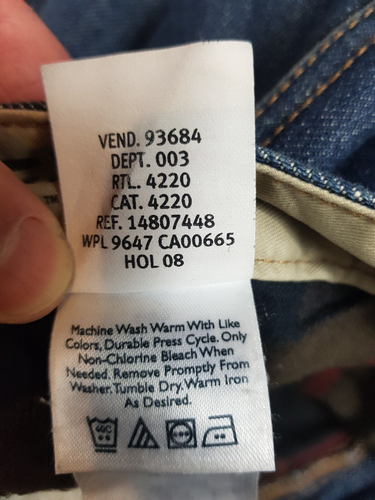 VEND. 93684
DEPT. 003
RTL. 4220
CAT. 4220
REF. 14807448
WPL 9647 CA00665
HOL 08
Machine Wash Warm With Like
Colors, Durable Press Cycle. Only
Non-Chlorine Bleach When
Needed. Remove Promptly From
Washer. Tumble Dry. Warm Iron
As Desired.
40C